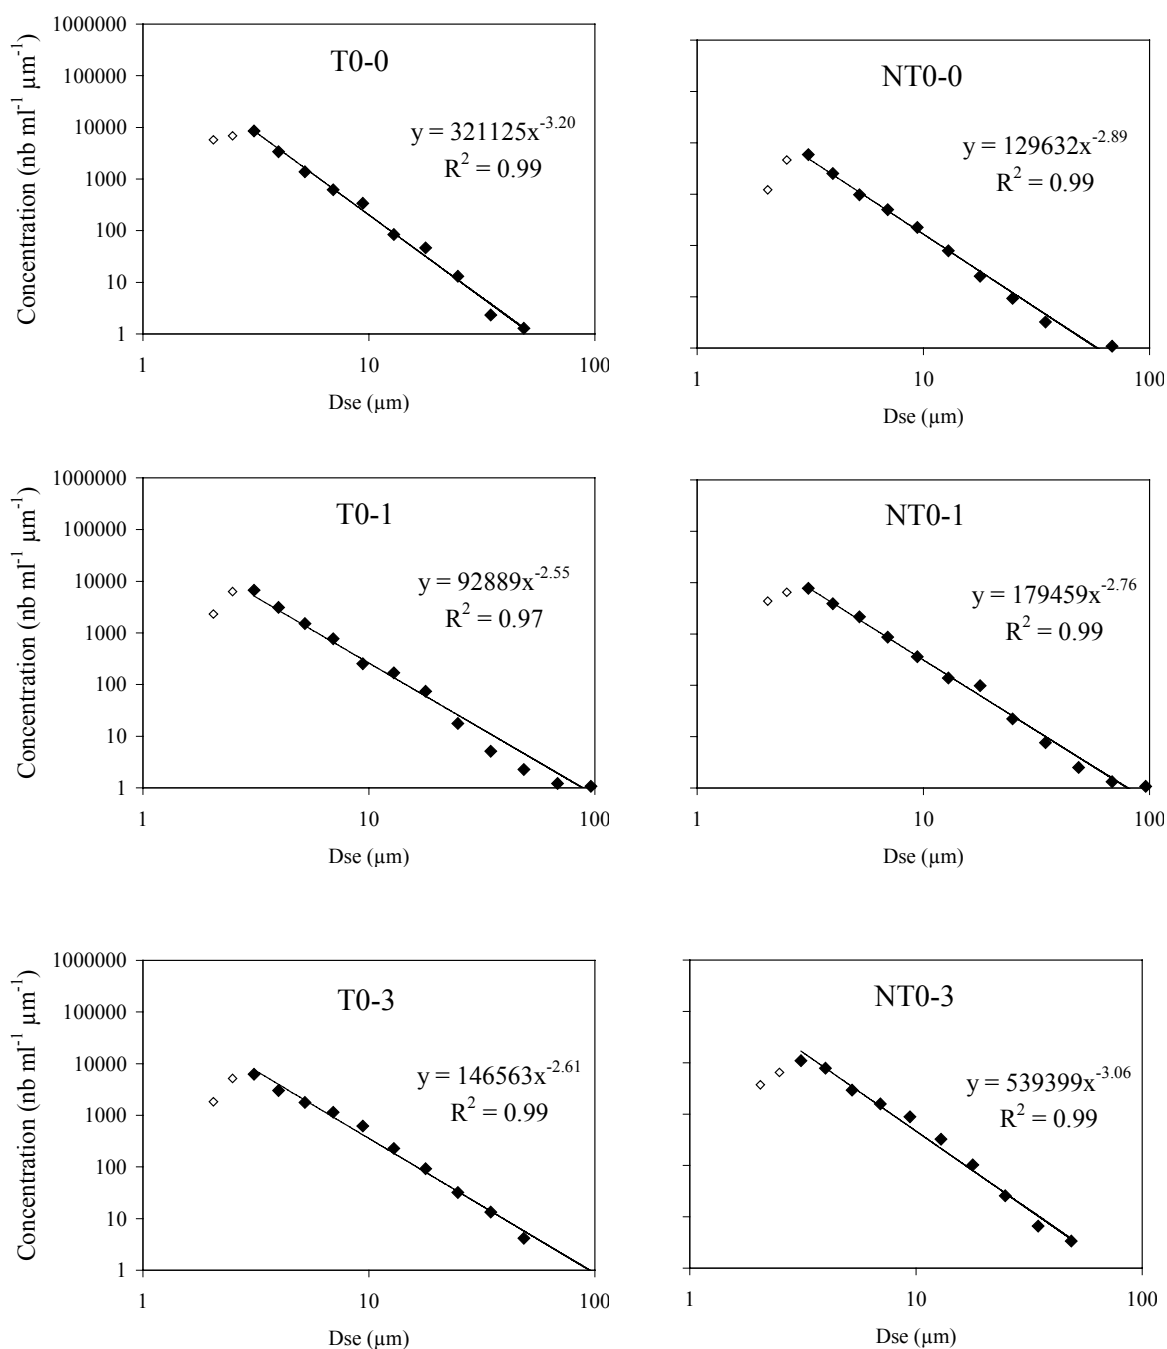 Concentration (nb ml⁻¹ µm⁻¹)
1000000
100000
10000
1000
100
10
1
T0-0
y = 321125x⁻³·²⁰
R² = 0.99
1
10
100
Dse (µm)
NT0-0
y = 129632x⁻²·⁸⁹
R² = 0.99
1
10
100
Dse (µm)
Concentration (nb ml⁻¹ µm⁻¹)
1000000
100000
10000
1000
100
10
1
T0-1
y = 92889x⁻²·⁵⁵
R² = 0.97
1
10
100
Dse (µm)
NT0-1
y = 179459x⁻²·⁷⁶
R² = 0.99
1
10
100
Dse (µm)
Concentration (nb ml⁻¹ µm⁻¹)
1000000
100000
10000
1000
100
10
1
T0-3
y = 146563x⁻²·⁶¹
R² = 0.99
1
10
100
Dse (µm)
NT0-3
y = 539399x⁻³·⁰⁶
R² = 0.99
1
10
100
Dse (µm)